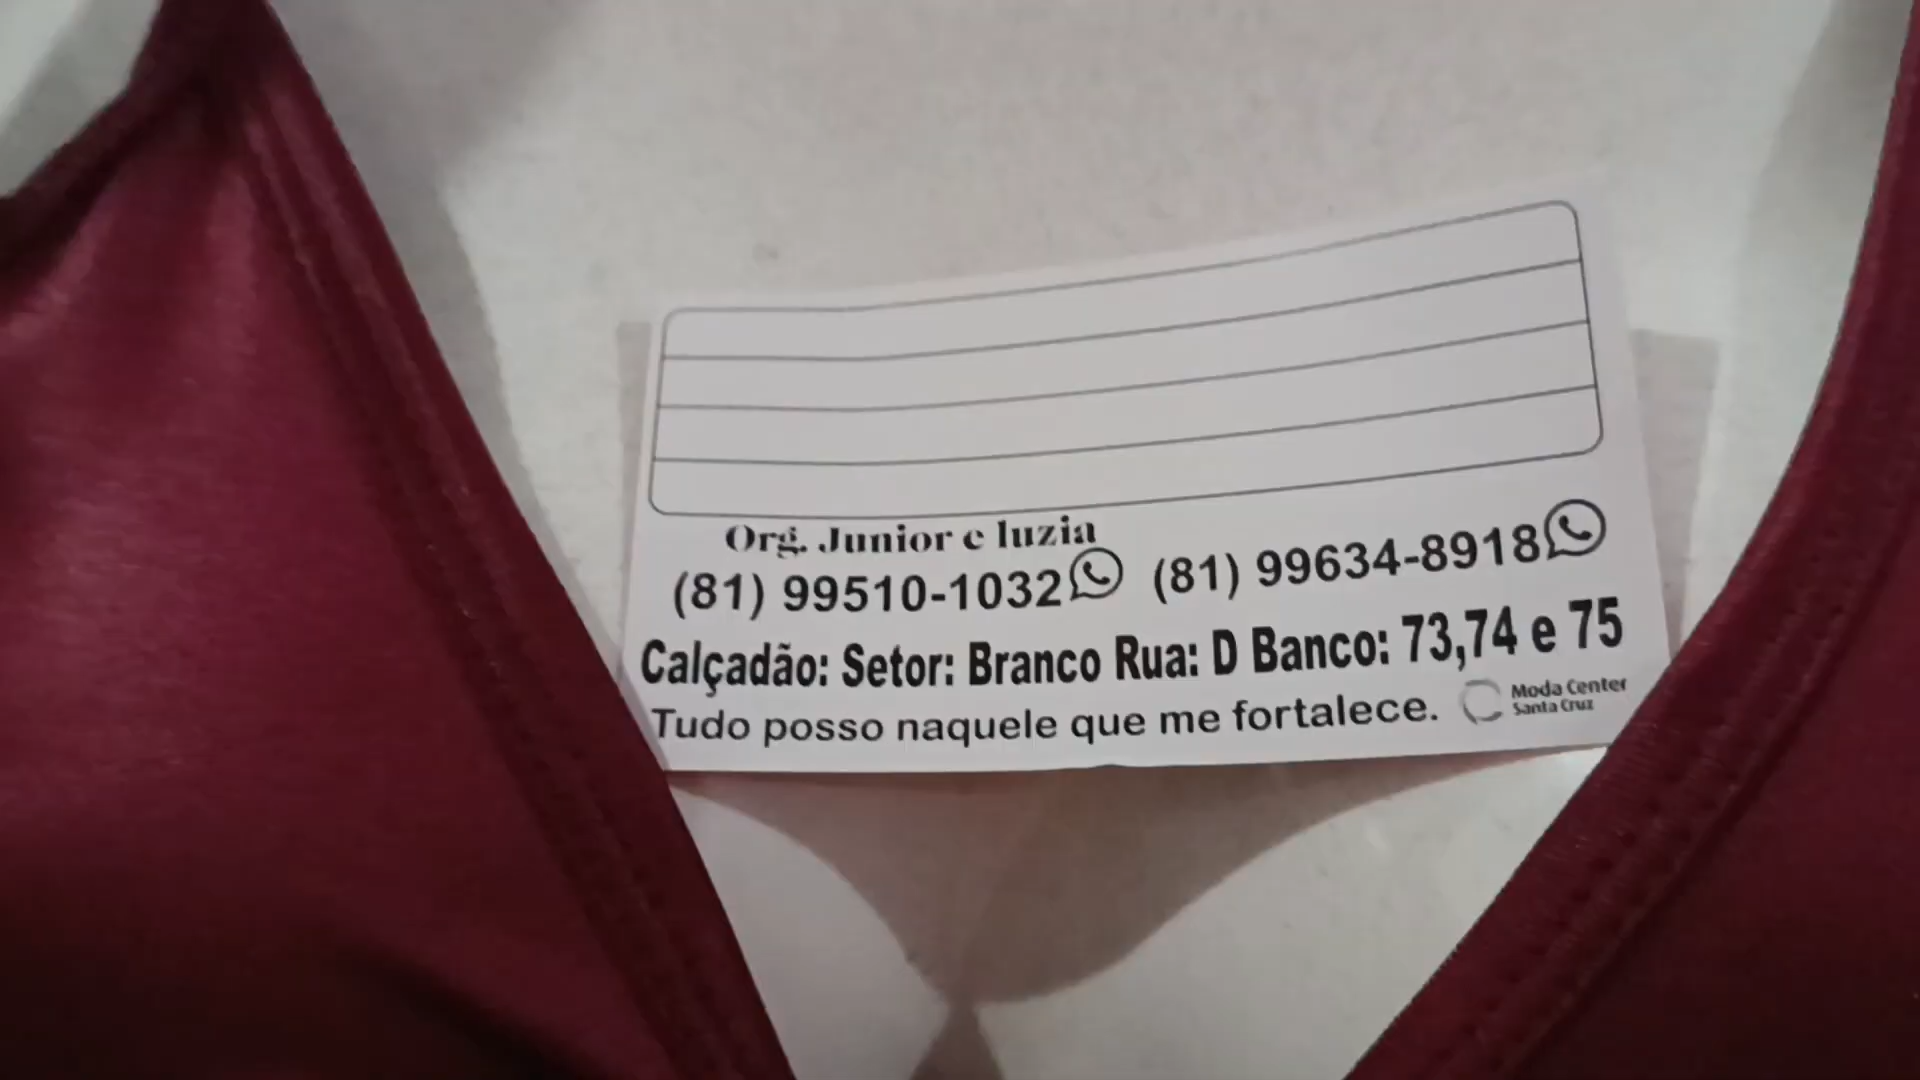 Org. Junior e luzia
(81) 99510-1032 (81) 99634-8918
Calçadão: Setor: Branco Rua: D Banco: 73,74 e 75
Tudo posso naquele que me fortalece.
Moda Center
Santa Cruz